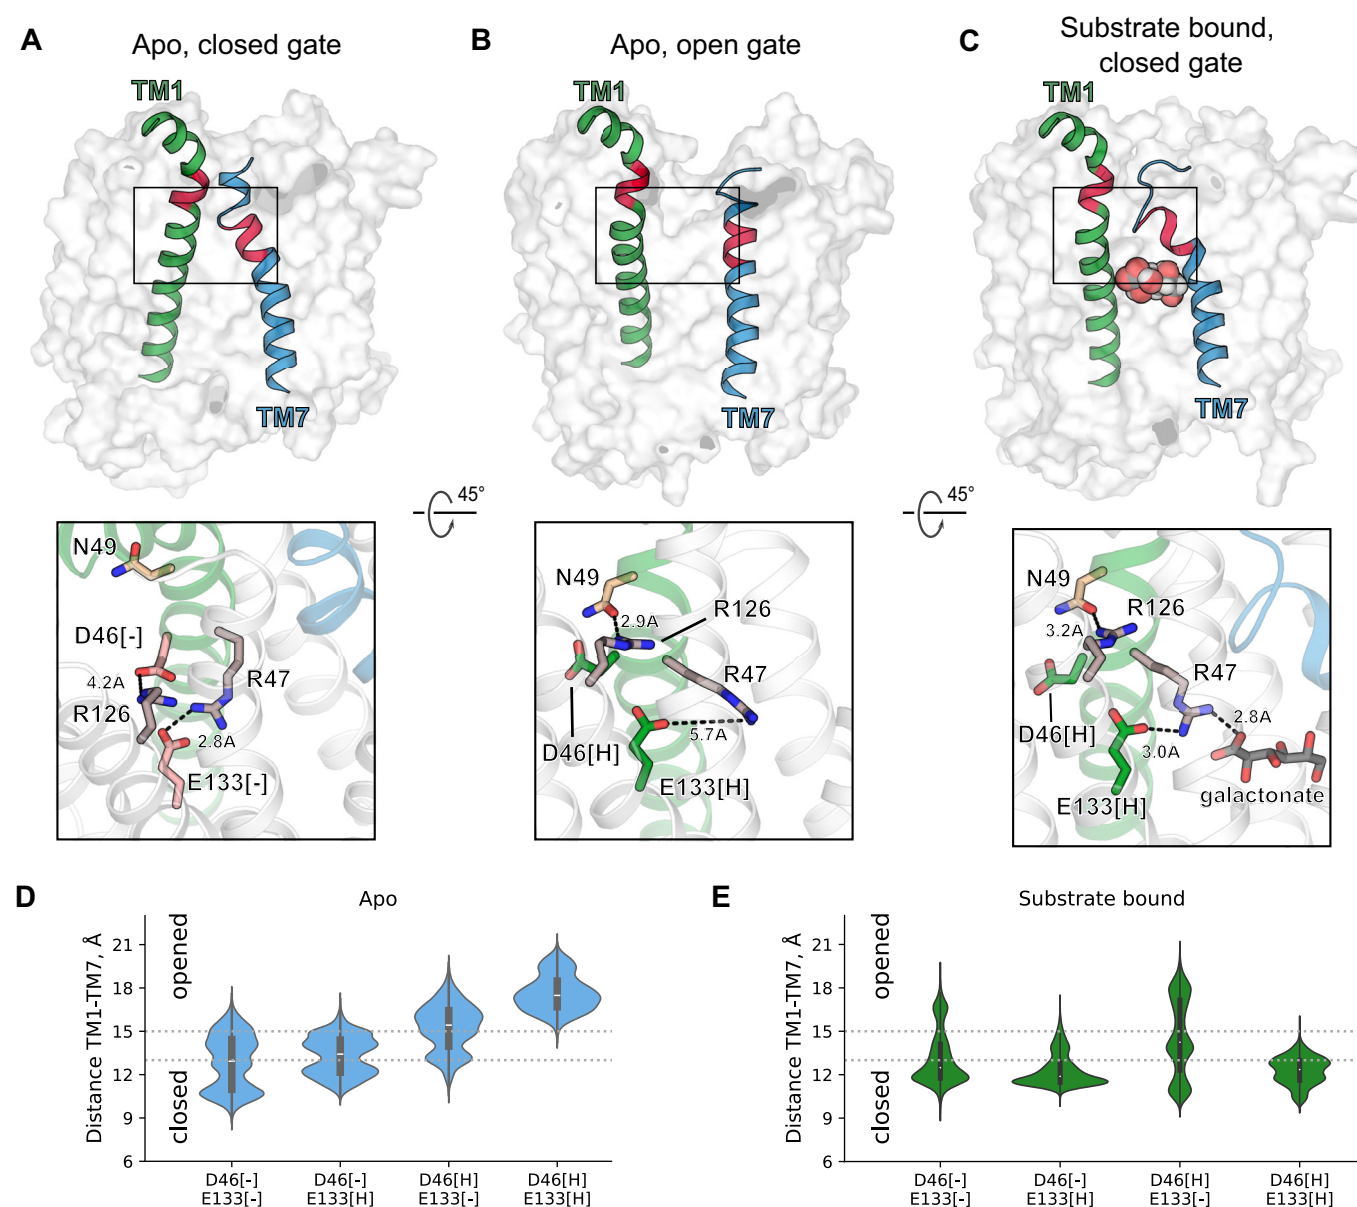 A
Apo, closed gate
TM1
TM7
B
Apo, open gate
TM1
TM7
C
Substrate bound,
closed gate
TM1
TM7
45°
45°
N49
D46[-]
4.2A
R126
R47
2.8A
E133[-]
N49
2.9A
R126
R47
D46[H]
5.7A
E133[H]
N49
R126
3.2A
R47
D46[H]
2.8A
3.0A
E133[H]
galactonate
D
Apo
Distance TM1-TM7, Å
opened
closed
21
18
15
12
9
6
D46[-]
E133[-]
D46[-]
E133[H]
D46[H]
E133[-]
D46[H]
E133[H]
E
Substrate bound
Distance TM1-TM7, Å
opened
closed
21
18
15
12
9
6
D46[-]
E133[-]
D46[-]
E133[H]
D46[H]
E133[-]
D46[H]
E133[H]